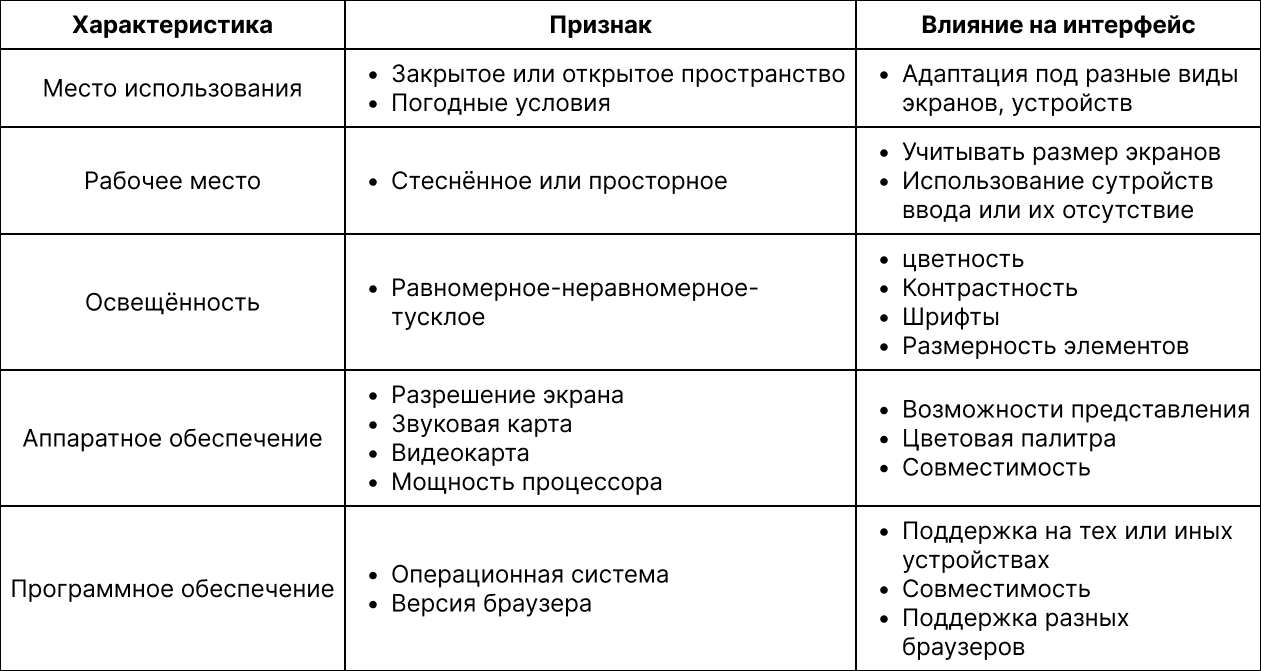 Характеристика
Признак
Влияние на интерфейс
Место использования
• Закрытое или открытое пространство
• Погодные условия
• Адаптация под разные виды
экранов, устройств
Рабочее место
• Стеснённое или просторное
• Учитывать размер экранов
• Использование сутройств
ввода или их отсутствие
Освещённость
• Равномерное-неравномерное-
тусклое
• цветность
• Контрастность
• Шрифты
• Размерность элементов
Аппаратное обеспечение
• Разрешение экрана
• Звуковая карта
• Видеокарта
• Мощность процессора
• Возможности представления
• Цветовая палитра
• Совместимость
Программное обеспечение
• Операционная система
• Версия браузера
• Поддержка на тех или иных
устройствах
• Совместимость
• Поддержка разных
браузеров